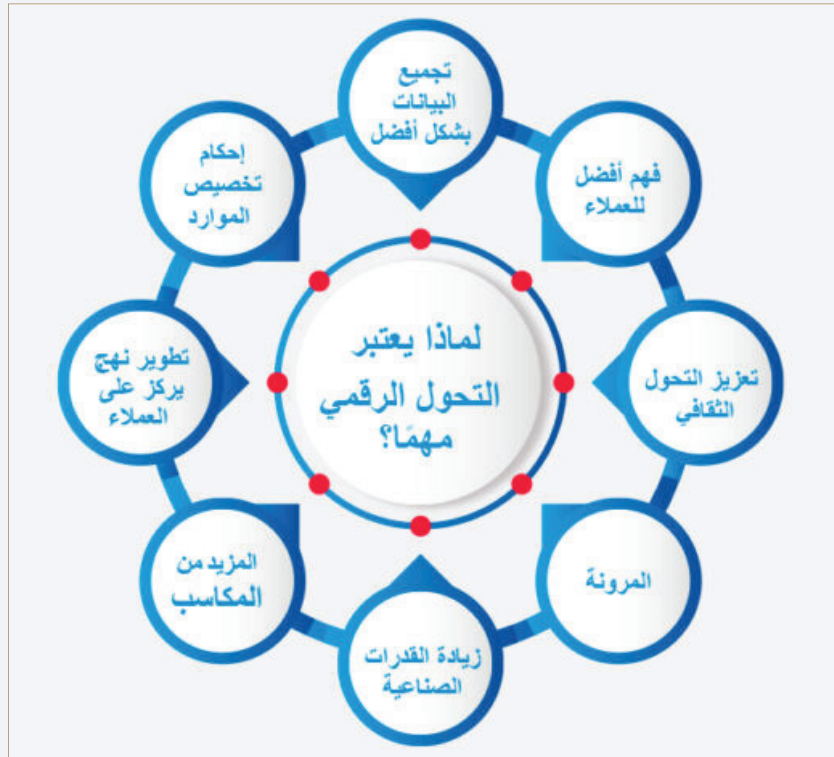 لماذا يعتبر
التحول الرقمي
مهمًا؟
تجميع
البيانات
بشكل أفضل
فهم أفضل
للعملاء
تعزيز التحول
الثقافي
المرونة
زيادة القدرات
الصناعية
المزيد من
المكاسب
تطوير نهج
يركز على
العملاء
إحكام
تخصيص
الموارد